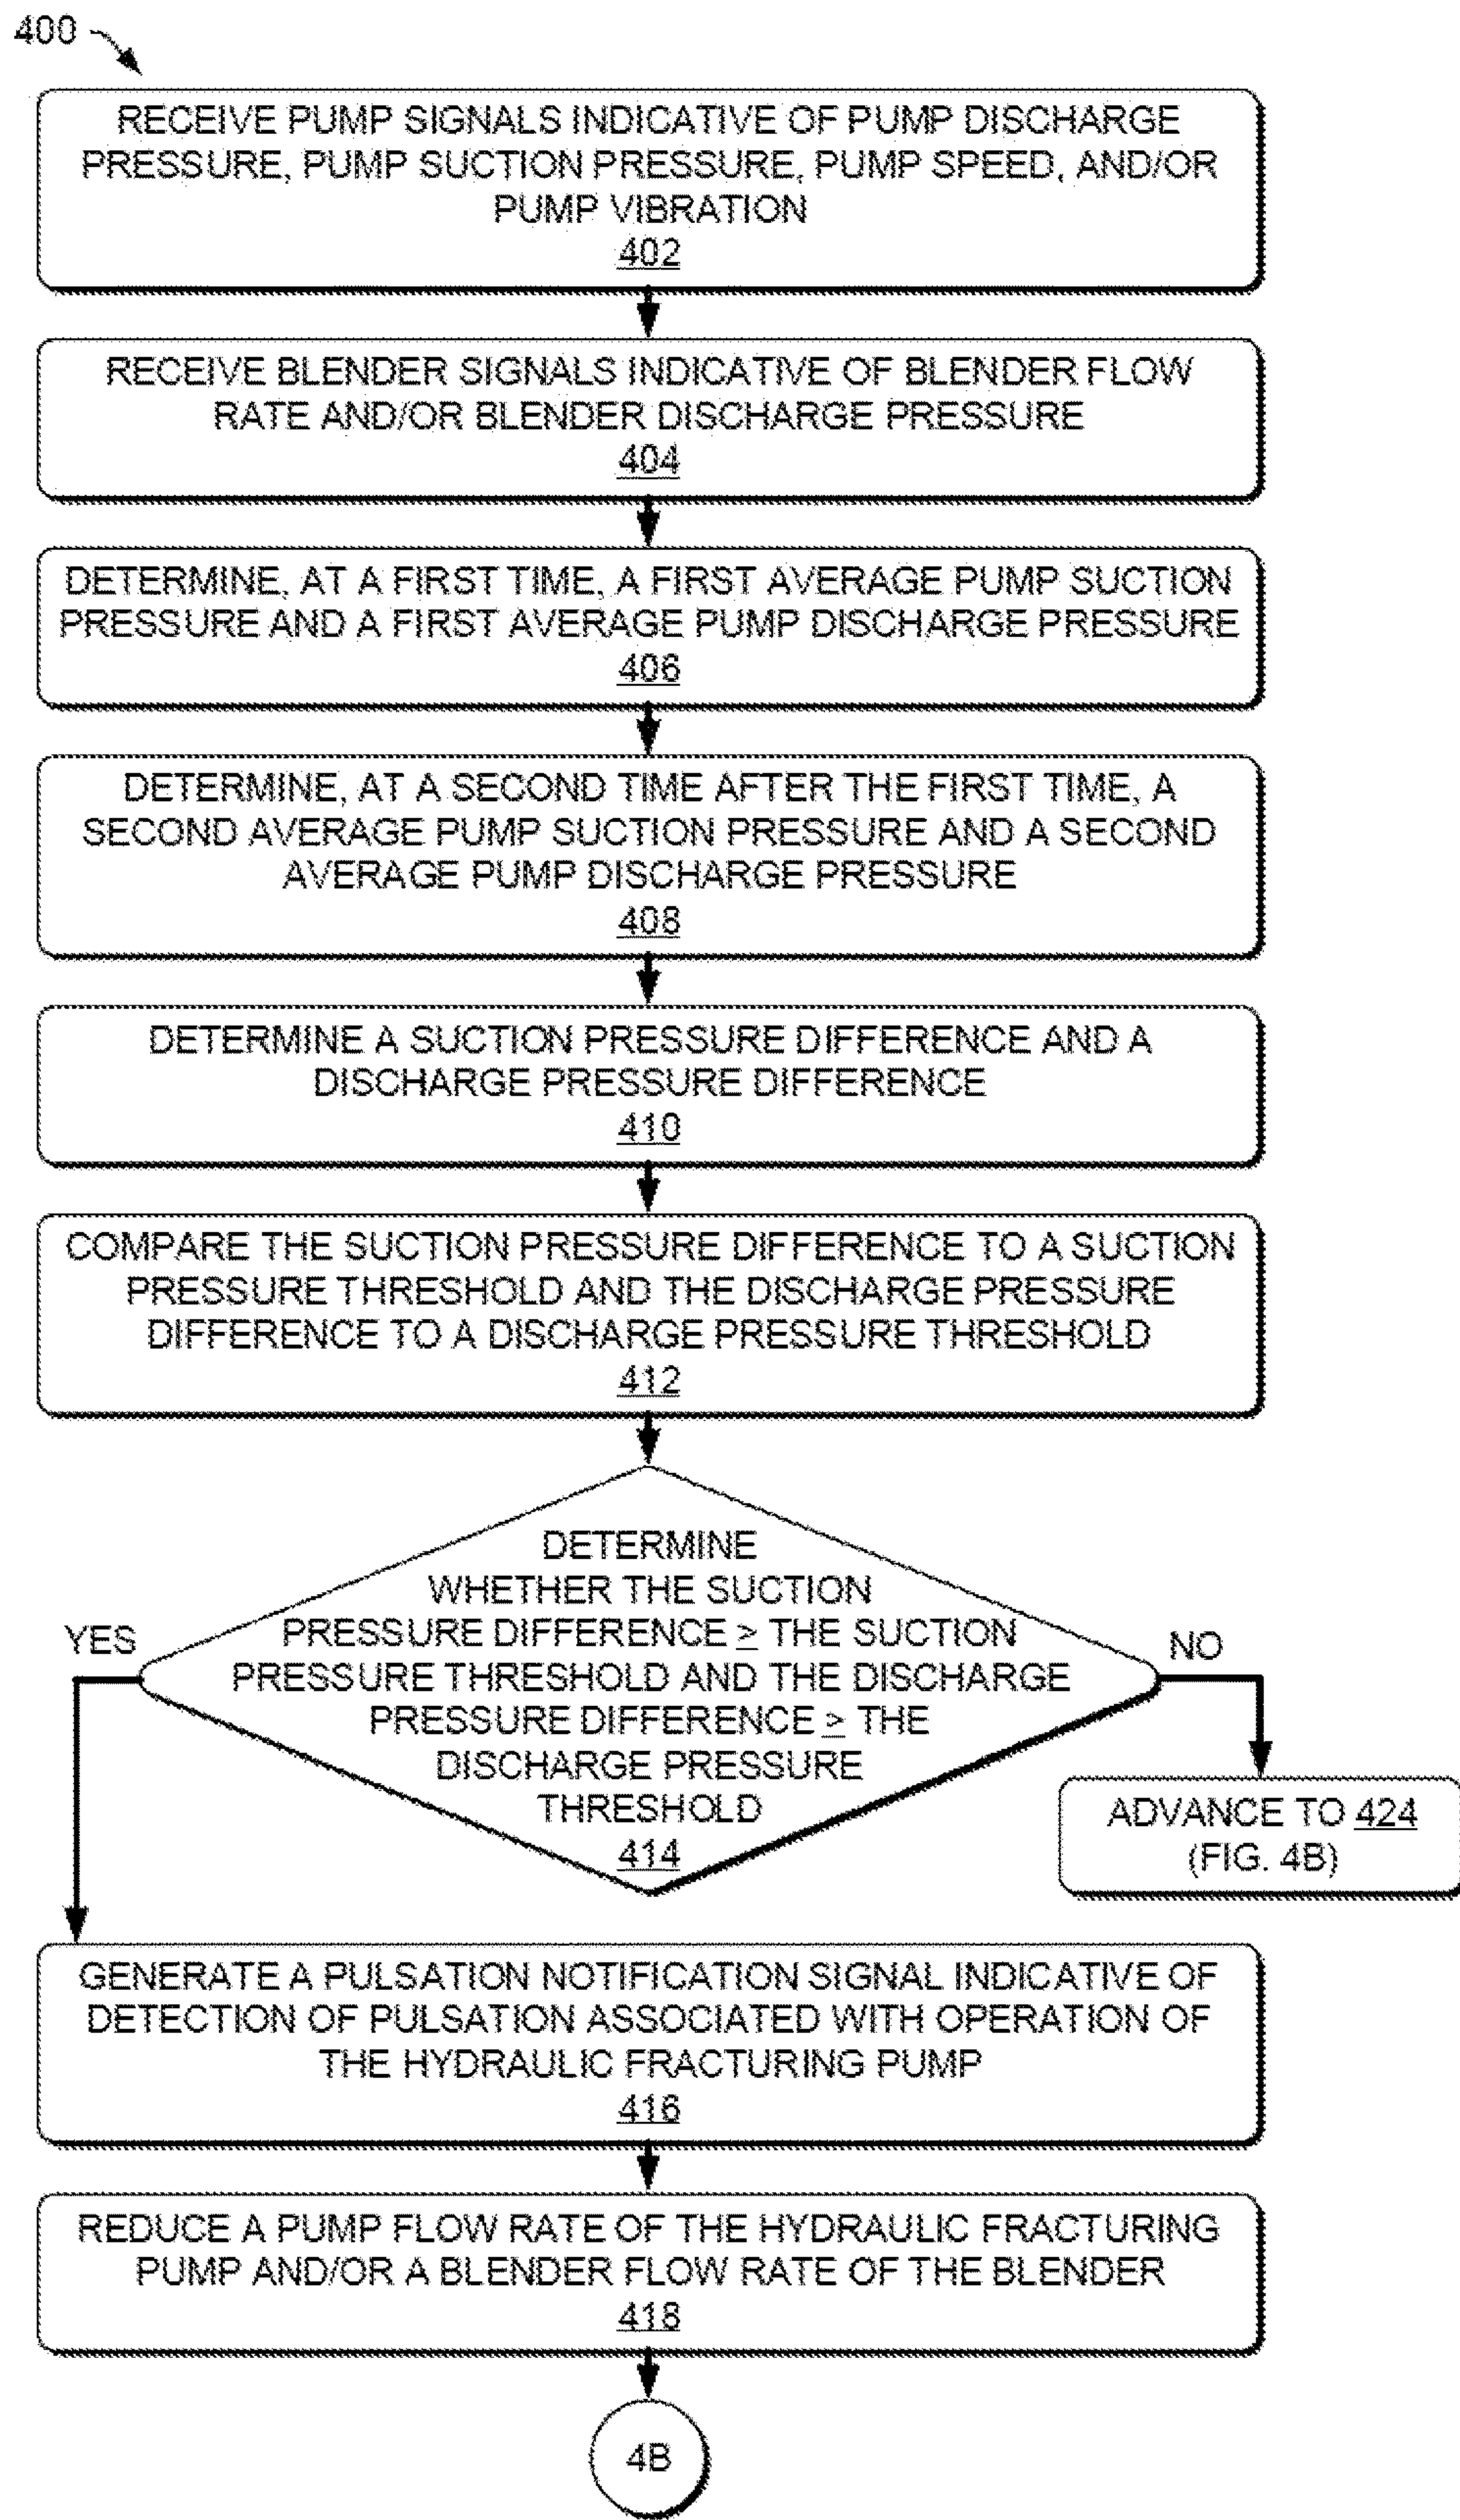 400
RECEIVE PUMP SIGNALS INDICATIVE OF PUMP DISCHARGE
PRESSURE, PUMP SUCTION PRESSURE, PUMP SPEED, AND/OR
PUMP VIBRATION
402
RECEIVE BLENDER SIGNALS INDICATIVE OF BLENDER FLOW
RATE AND/OR BLENDER DISCHARGE PRESSURE
404
DETERMINE, AT A FIRST TIME, A FIRST AVERAGE PUMP SUCTION
PRESSURE AND A FIRST AVERAGE PUMP DISCHARGE PRESSURE
406
DETERMINE, AT A SECOND TIME AFTER THE FIRST TIME, A
SECOND AVERAGE PUMP SUCTION PRESSURE AND A SECOND
AVERAGE PUMP DISCHARGE PRESSURE
408
DETERMINE A SUCTION PRESSURE DIFFERENCE AND A
DISCHARGE PRESSURE DIFFERENCE
410
COMPARE THE SUCTION PRESSURE DIFFERENCE TO A SUCTION
PRESSURE THRESHOLD AND THE DISCHARGE PRESSURE
DIFFERENCE TO A DISCHARGE PRESSURE THRESHOLD
412
DETERMINE
WHETHER THE SUCTION
PRESSURE DIFFERENCE ≥ THE SUCTION
PRESSURE THRESHOLD AND THE DISCHARGE
PRESSURE DIFFERENCE ≥ THE
DISCHARGE PRESSURE
THRESHOLD
414
YES
NO
ADVANCE TO 424
(FIG. 4B)
GENERATE A PULSATION NOTIFICATION SIGNAL INDICATIVE OF
DETECTION OF PULSATION ASSOCIATED WITH OPERATION OF
THE HYDRAULIC FRACTURING PUMP
416
REDUCE A PUMP FLOW RATE OF THE HYDRAULIC FRACTURING
PUMP AND/OR A BLENDER FLOW RATE OF THE BLENDER
418
4B